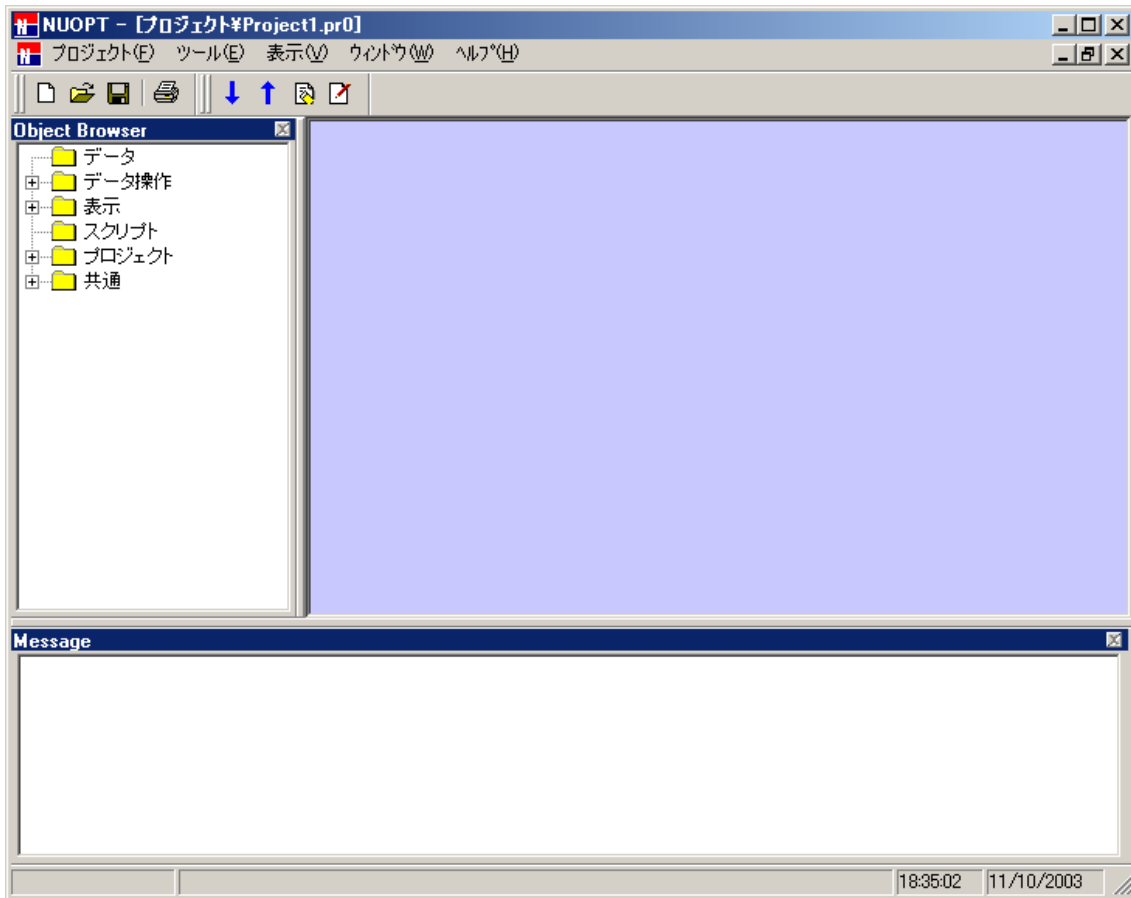 NUOPT - [プロジェクト¥Project1.pr0]
プロジェクト(F) ツール(E) 表示(V) ウィンドウ(W) ヘルプ(H)
Object Browser
データ
データ操作
表示
スクリプト
プロジェクト
共通
Message
18:35:02 11/10/2003